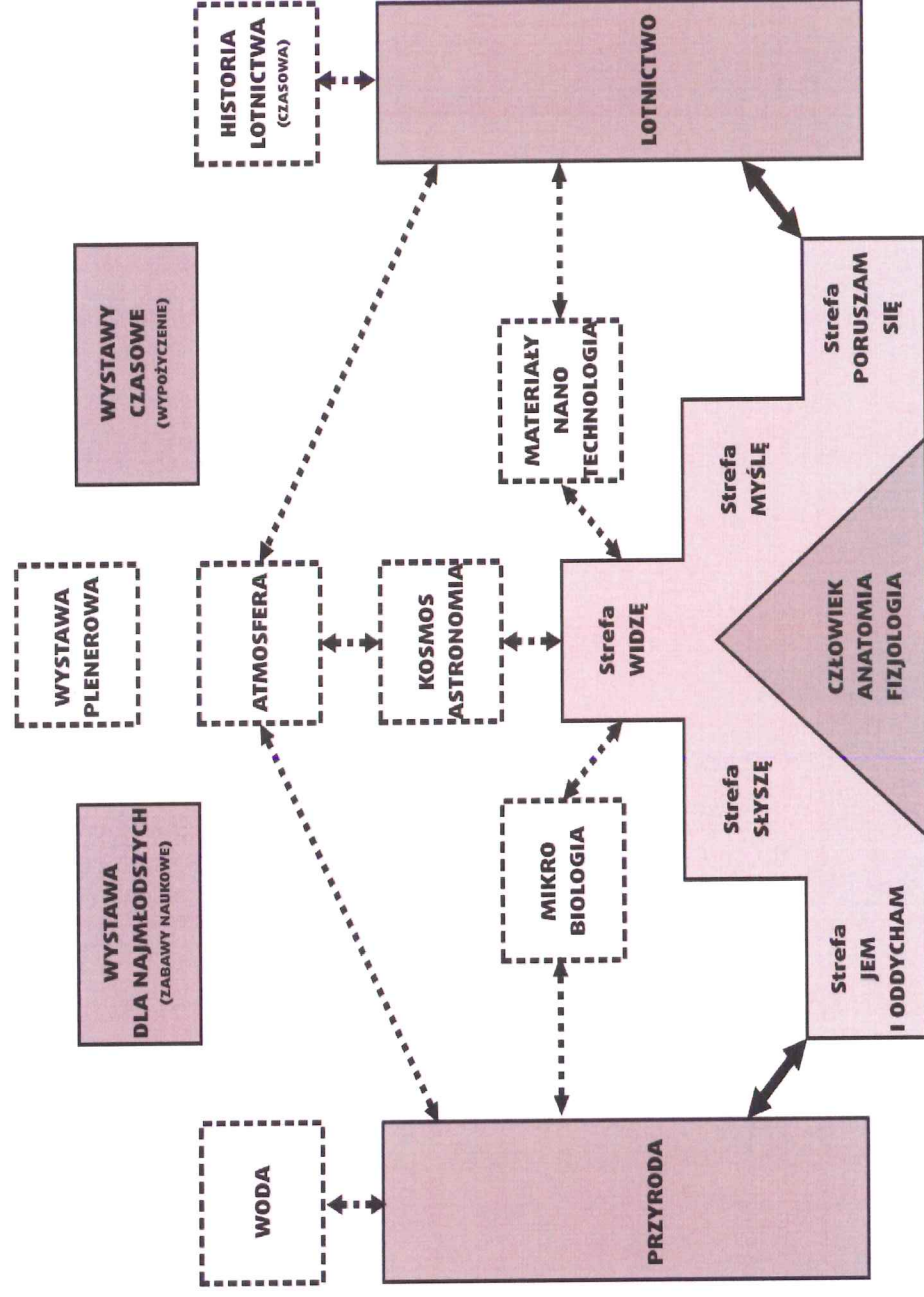 WYSTAWA
PLENEROWA
WYSTAWA
DLA NAJMŁODSZYCH
(ZABAWY NAUKOWE)
WYSTAWY
CZASOWE
(WYPOŻYCZENIE)
WODA
ATMOSFERA
HISTORIA
LOTNICTWA
(CZASOWA)
KOSMOS
ASTRONOMIA
MIKRO
BIOLOGIA
MATERIAŁY
NANO
TECHNOLOGIA
PRZYRODA
Strefa
WIDZĘ
LOTNICTWO
Strefa
SŁYSZĘ
Strefa
MYŚLĘ
Strefa
JEM
I ODDYCHAM
CZŁOWIEK
ANATOMIA
FIZJOLOGIA
Strefa
PORUSZAM
SIĘ